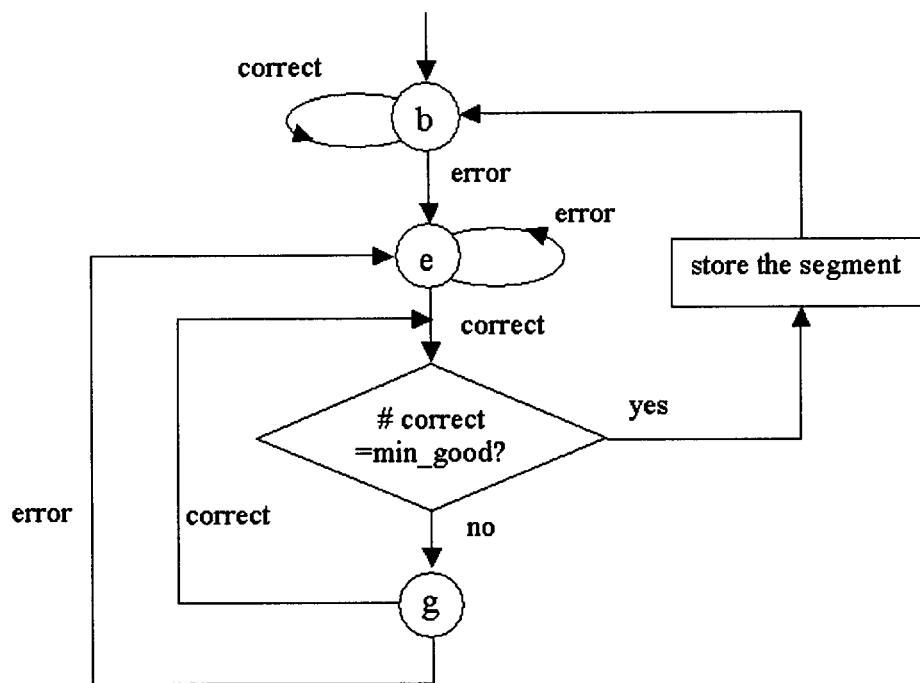 correct
b
error
error
e
store the segment
correct
yes
# correct
=min_good?
error
correct
no
g